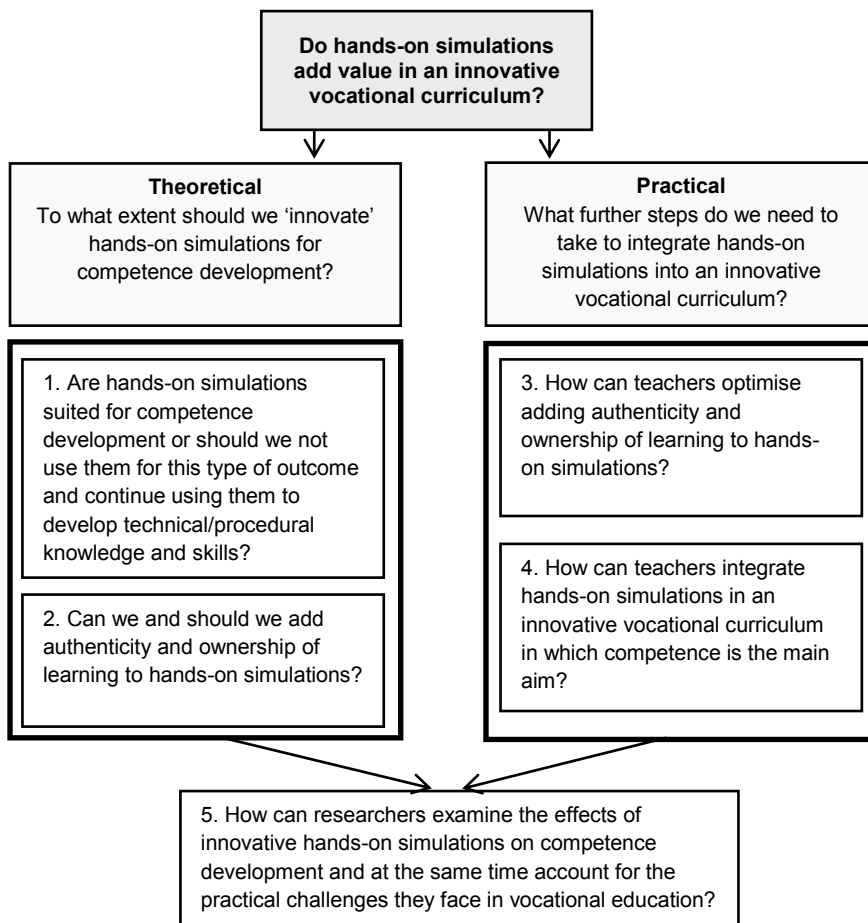 Do hands-on simulations
add value in an innovative
vocational curriculum?
Theoretical
To what extent should we ‘innovate’
hands-on simulations for
competence development?
Practical
What further steps do we need to
take to integrate hands-on
simulations into an innovative
vocational curriculum?
1. Are hands-on simulations
suited for competence
development or should we not
use them for this type of outcome
and continue using them to
develop technical/procedural
knowledge and skills?
2. Can we and should we add
authenticity and ownership of
learning to hands-on simulations?
3. How can teachers optimise
adding authenticity and
ownership of learning to hands-
on simulations?
4. How can teachers integrate
hands-on simulations in an
innovative vocational curriculum
in which competence is the main
aim?
5. How can researchers examine the effects of
innovative hands-on simulations on competence
development and at the same time account for the
practical challenges they face in vocational education?